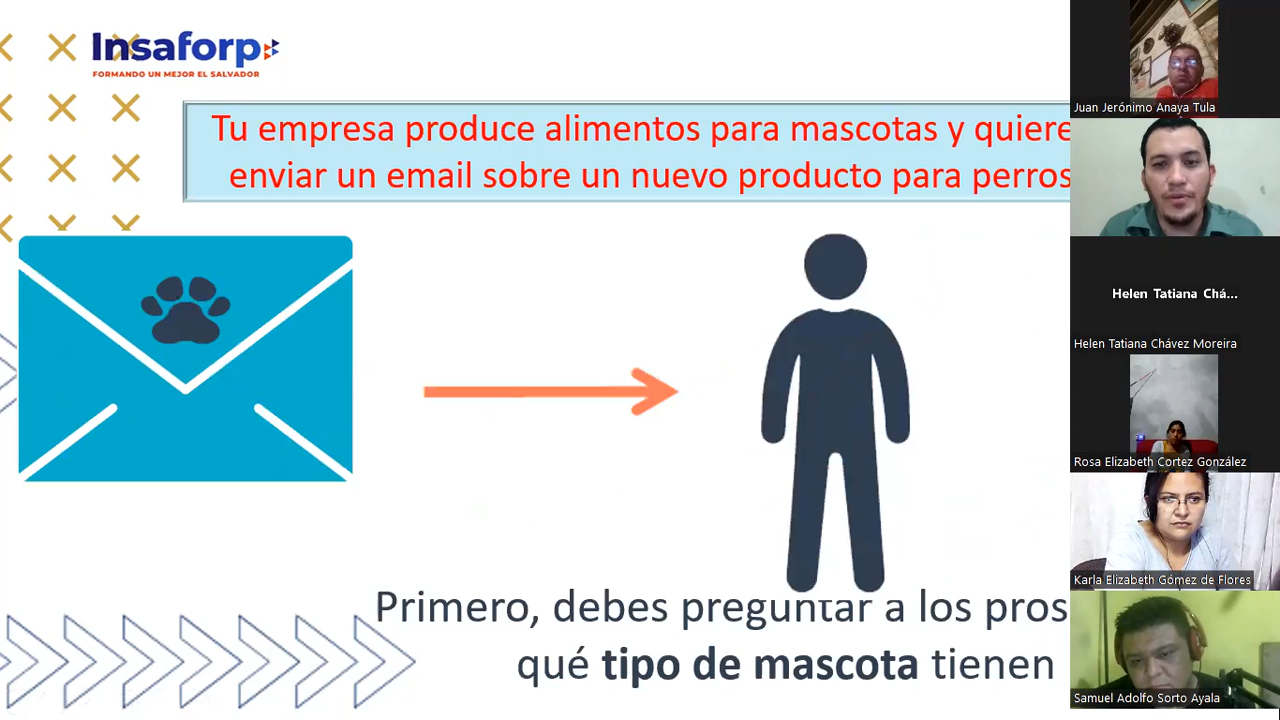 Insaforp
FORMANDO UN MEJOR EL SALVADOR
Tu empresa produce alimentos para mascotas y quiere
enviar un email sobre un nuevo producto para perros
Primero, debes preguntar a los pros
qué tipo de mascota tienen
Juan Jerónimo Anaya Tula
Helen Tatiana Chá...
Helen Tatiana Chávez Moreira
Rosa Elizabeth Cortez González
Karla Elizabeth Gómez de Flores
Samuel Adolfo Sorto Ayala